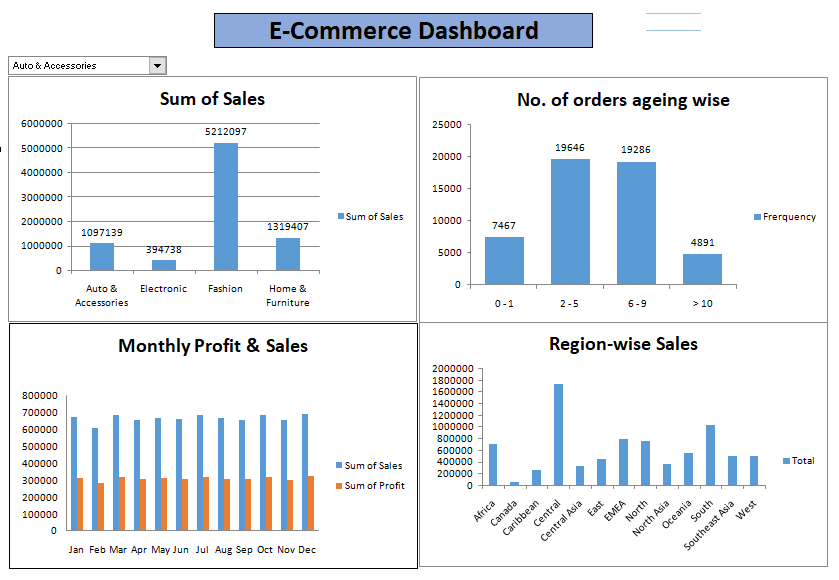 E-Commerce Dashboard
Auto & Accessories
Sum of Sales
6000000
5000000
4000000
3000000
2000000
1000000
0
1097139
394738
5212097
1319407
Auto & Accessories
Electronic
Fashion
Home & Furniture
Sum of Sales
No. of orders ageing wise
25000
20000
15000
10000
5000
0
7467
19646
19286
4891
0 - 1
2 - 5
6 - 9
> 10
Frerquency
Monthly Profit & Sales
800000
700000
600000
500000
400000
300000
200000
100000
0
Jan Feb Mar Apr May Jun Jul Aug Sep Oct Nov Dec
Sum of Sales
Sum of Profit
Region-wise Sales
2000000
1800000
1600000
1400000
1200000
1000000
800000
600000
400000
200000
0
Africa
Canada
Caribbean
Central
Central Asia
East
EMEA
North
North Asia
Oceania
South
Southeast Asia
West
Total